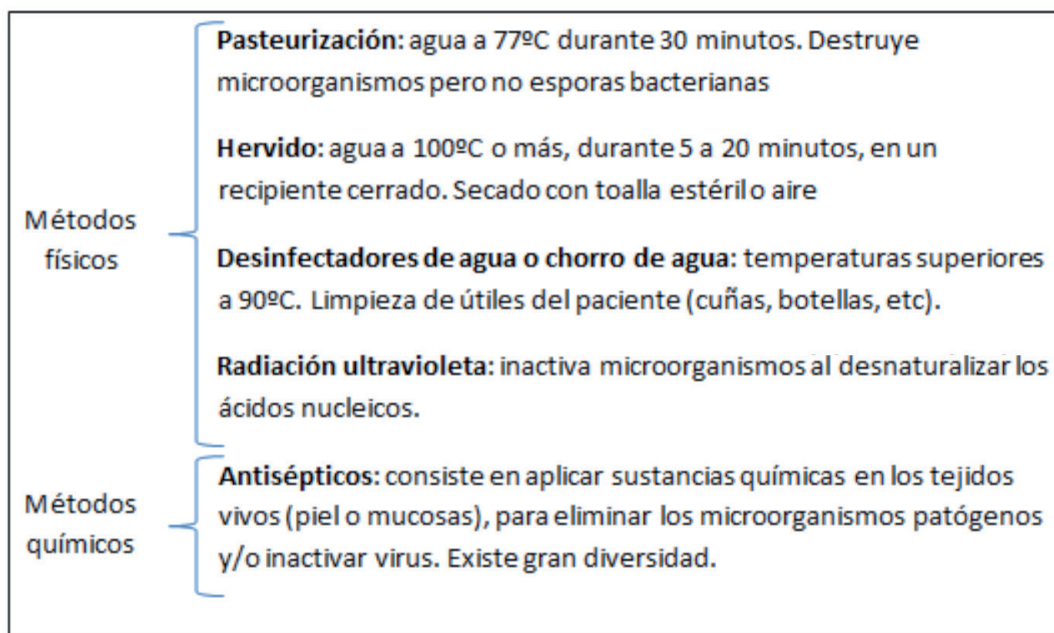 Pasteurización: agua a 77ºC durante 30 minutos. Destruye
microorganismos pero no esporas bacterianas
Hervido: agua a 100ºC o más, durante 5 a 20 minutos, en un
recipiente cerrado. Secado con toalla estéril o aire
Métodos
físicos
Desinfectadores de agua o chorro de agua: temperaturas superiores
a 90ºC. Limpieza de útiles del paciente (cuñas, botellas, etc).
Radiación ultravioleta: inactiva microorganismos al desnaturalizar los
ácidos nucleicos.
Métodos
químicos
Antisépticos: consiste en aplicar sustancias químicas en los tejidos
vivos (piel o mucosas), para eliminar los microorganismos patógenos
y/o inactivar virus. Existe gran diversidad.